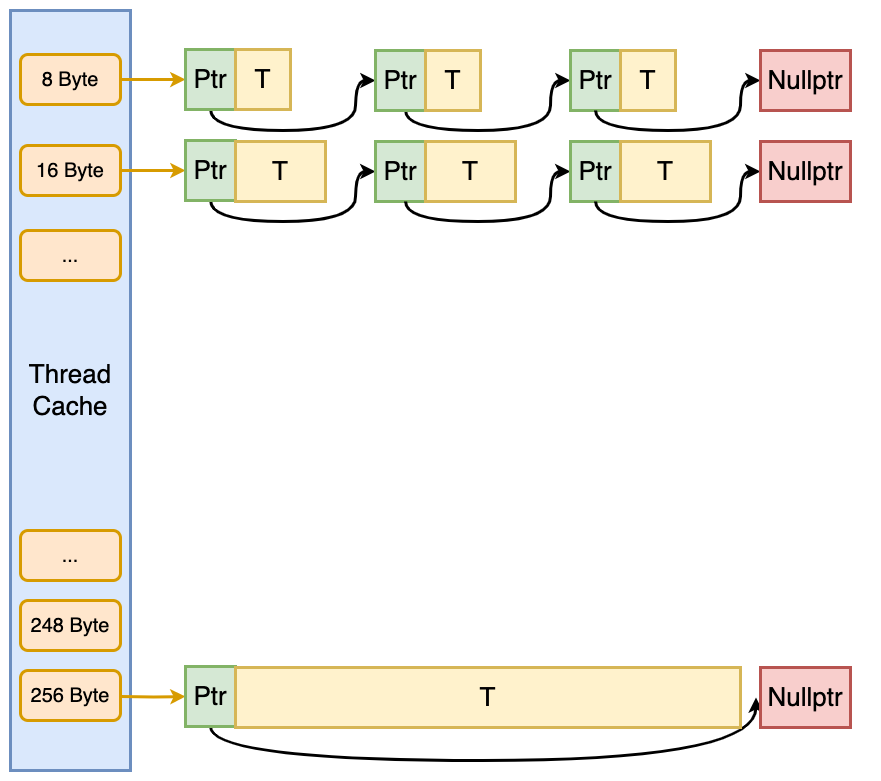 8 Byte
Ptr T Ptr T Ptr T Nullptr
16 Byte
Ptr T Ptr T Ptr T Nullptr
...
Thread
Cache
...
248 Byte
256 Byte
Ptr T Nullptr